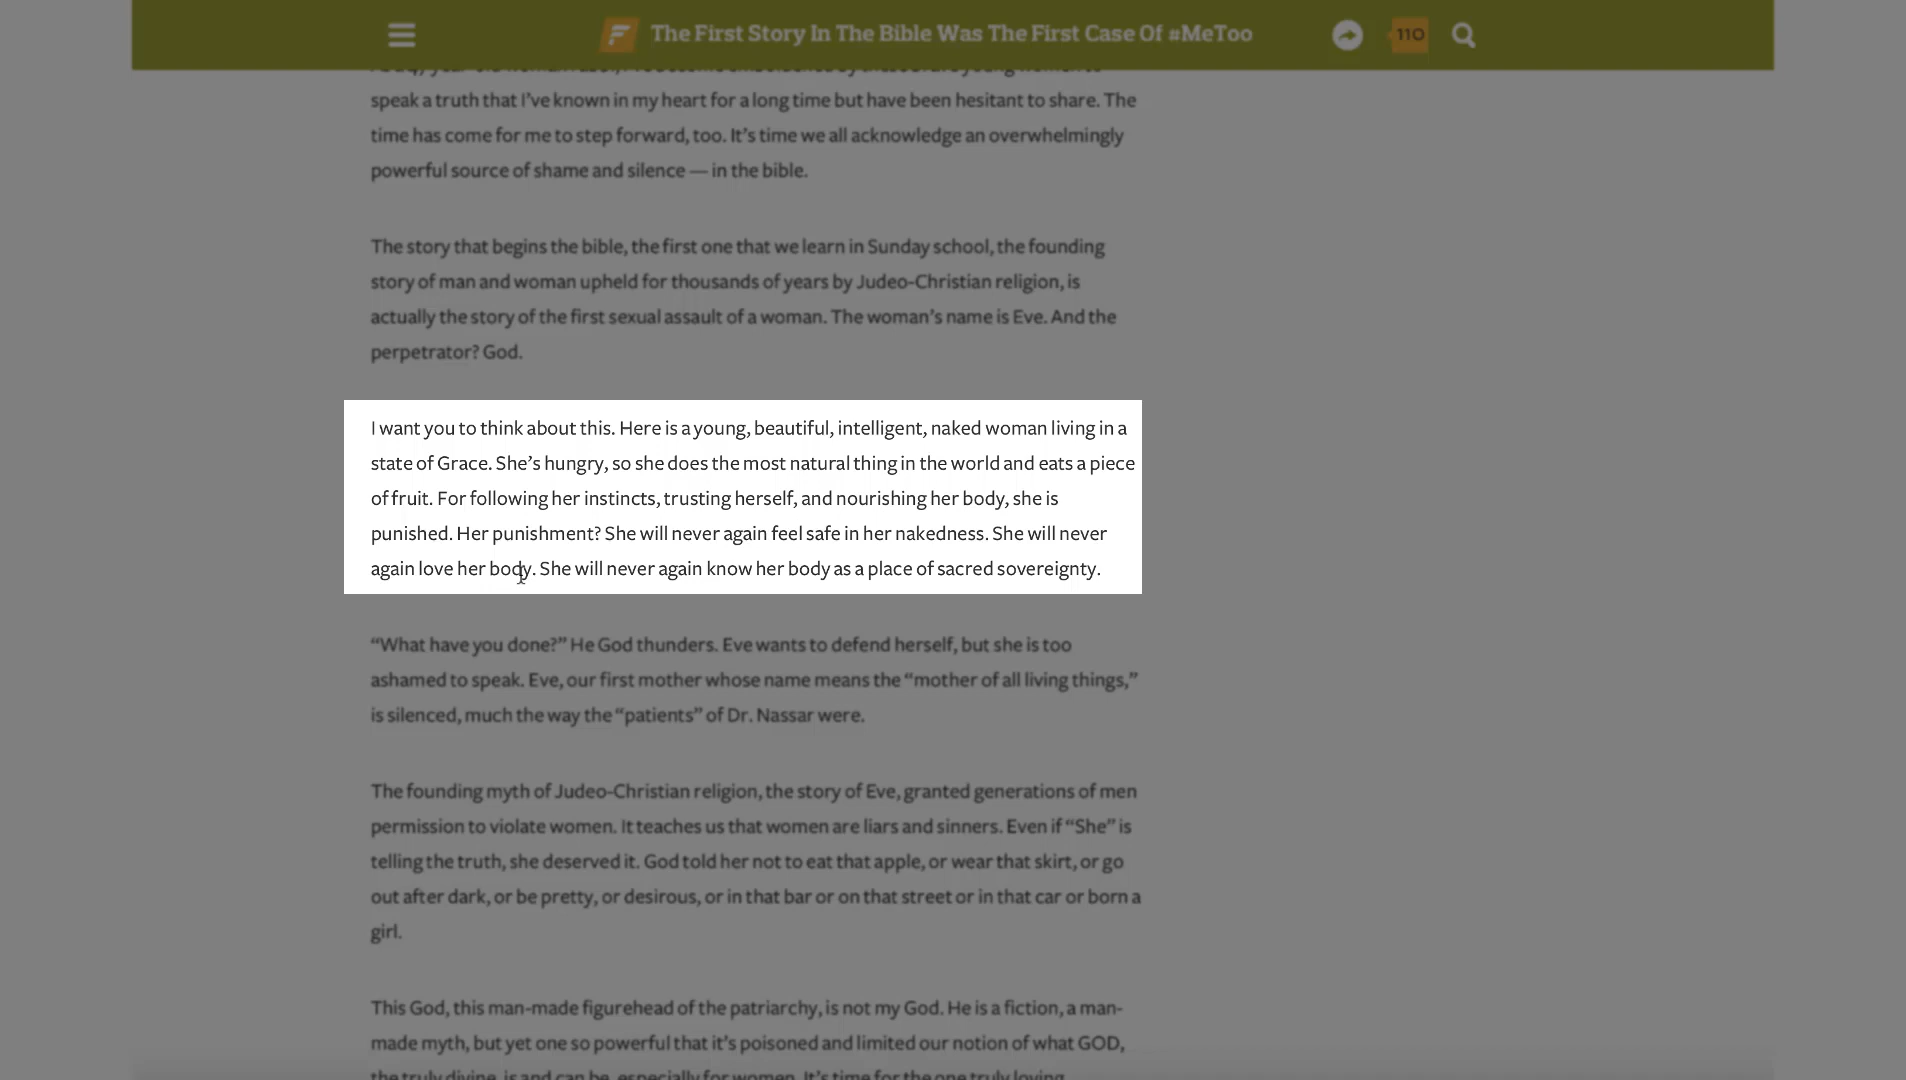 The First Story In The Bible Was The First Case Of #MeToo
110
speak a truth that I've known in my heart for a long time but have been hesitant to share. The
time has come for me to step forward, too. It's time we all acknowledge an overwhelmingly
powerful source of shame and silence — in the bible.
The story that begins the bible, the first one that we learn in Sunday school, the founding
story of man and woman upheld for thousands of years by Judeo-Christian religion, is
actually the story of the first sexual assault of a woman. The woman's name is Eve. And the
perpetrator? God.
I want you to think about this. Here is a young, beautiful, intelligent, naked woman living in a
state of Grace. She's hungry, so she does the most natural thing in the world and eats a piece
of fruit. For following her instincts, trusting herself, and nourishing her body, she is
punished. Her punishment? She will never again feel safe in her nakedness. She will never
again love her body. She will never again know her body as a place of sacred sovereignty.
“What have you done?” He God thunders. Eve wants to defend herself, but she is too
ashamed to speak. Eve, our first mother whose name means the “mother of all living things,”
is silenced, much the way the “patients” of Dr. Nassar were.
The founding myth of Judeo-Christian religion, the story of Eve, granted generations of men
permission to violate women. It teaches us that women are liars and sinners. Even if “She” is
telling the truth, she deserved it. God told her not to eat that apple, or wear that skirt, or go
out after dark, or be pretty, or desirous, or in that bar or on that street or in that car or born a
girl.
This God, this man-made figurehead of the patriarchy, is not my God. He is a fiction, a man-
made myth, but yet one so powerful that it's poisoned and limited our notion of what GOD,
the truly divine, is and can be, especially for women. It's time for the one truly loving